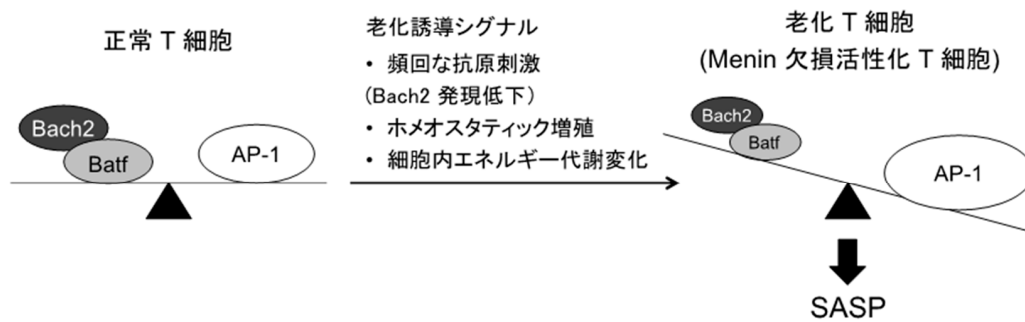 正常 T 細胞
Bach2
Batf
AP-1
老化誘導シグナル
• 頻回な抗原刺激
(Bach2 発現低下)
• ホメオスタティック増殖
• 細胞内エネルギー代謝変化
老化 T 細胞
(Menin 欠損活性化 T 細胞)
Bach2
Batf
AP-1
SASP